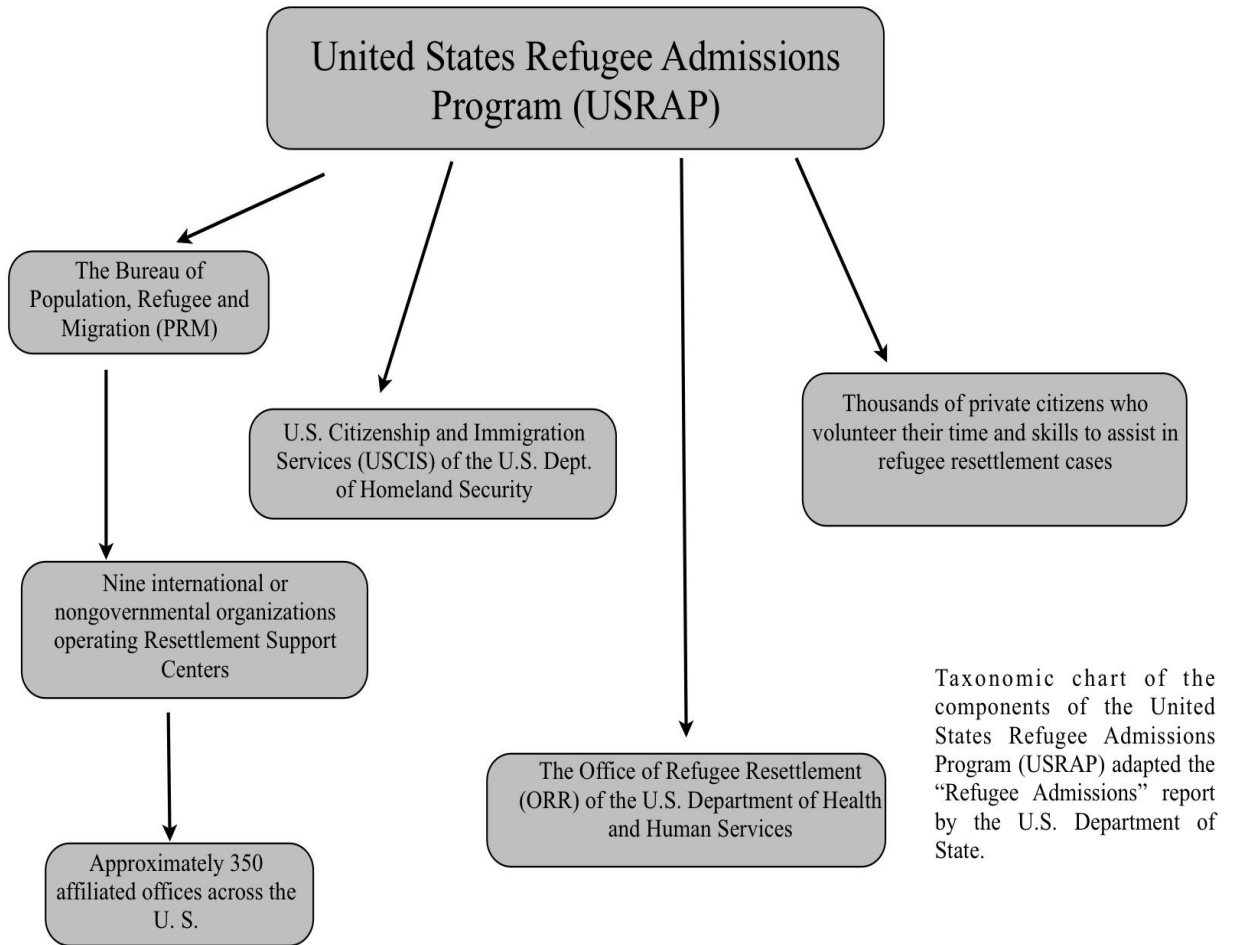 United States Refugee Admissions
Program (USRAP)
The Bureau of
Population, Refugee and
Migration (PRM)
U.S. Citizenship and Immigration
Services (USCIS) of the U.S. Dept.
of Homeland Security
Thousands of private citizens who
volunteer their time and skills to assist in
refugee resettlement cases
Nine international or
nongovernmental organizations
operating Resettlement Support
Centers
The Office of Refugee Resettlement
(ORR) of the U.S. Department of Health
and Human Services
Approximately 350
affiliated offices across the
U. S.
Taxonomic chart of the
components of the United
States Refugee Admissions
Program (USRAP) adapted the
“Refugee Admissions” report
by the U.S. Department of
State.